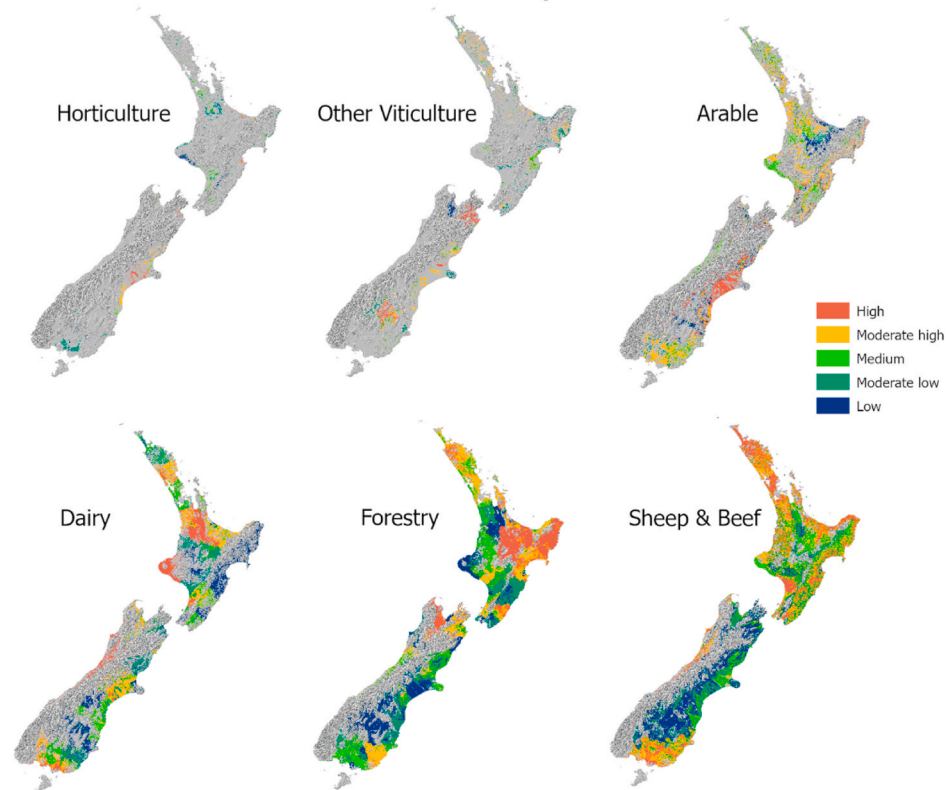 Horticulture
Other Viticulture
Arable
High
Moderate high
Medium
Moderate low
Low
Dairy
Forestry
Sheep & Beef